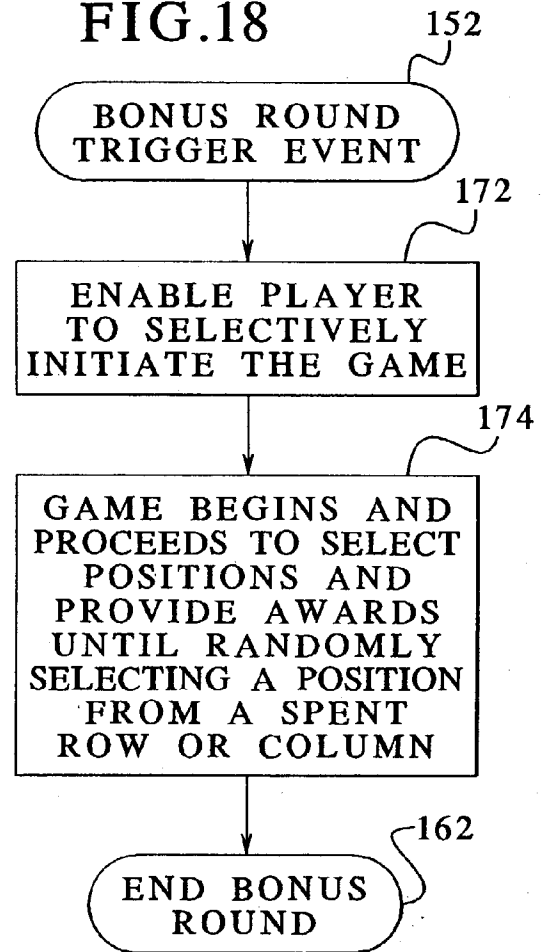 FIG.18
152
BONUS ROUND
TRIGGER EVENT
172
ENABLE PLAYER
TO SELECTIVELY
INITIATE THE GAME
174
GAME BEGINS AND
PROCEEDS TO SELECT
POSITIONS AND
PROVIDE AWARDS
UNTIL RANDOMLY
SELECTING A POSITION
FROM A SPENT
ROW OR COLUMN
162
END BONUS
ROUND